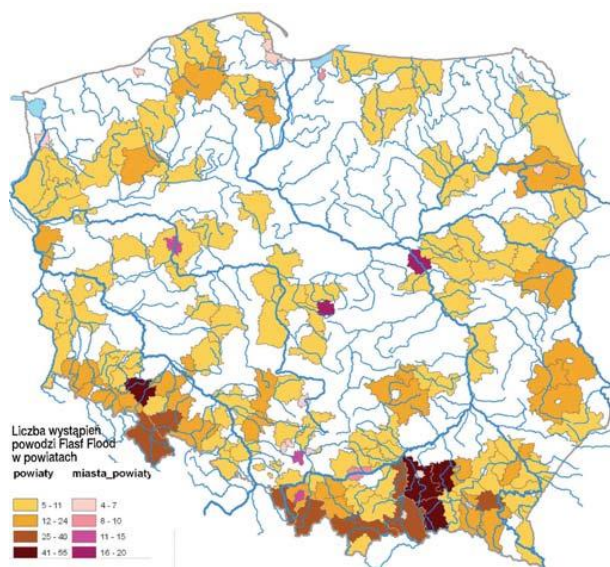 Liczba wystąpień
powodzi Flasf Flood
w powiatach
powiaty miasta_powiaty
5 - 11 4 - 7
12 - 24 8 - 10
25 - 40 11 - 15
41 - 55 16 - 20